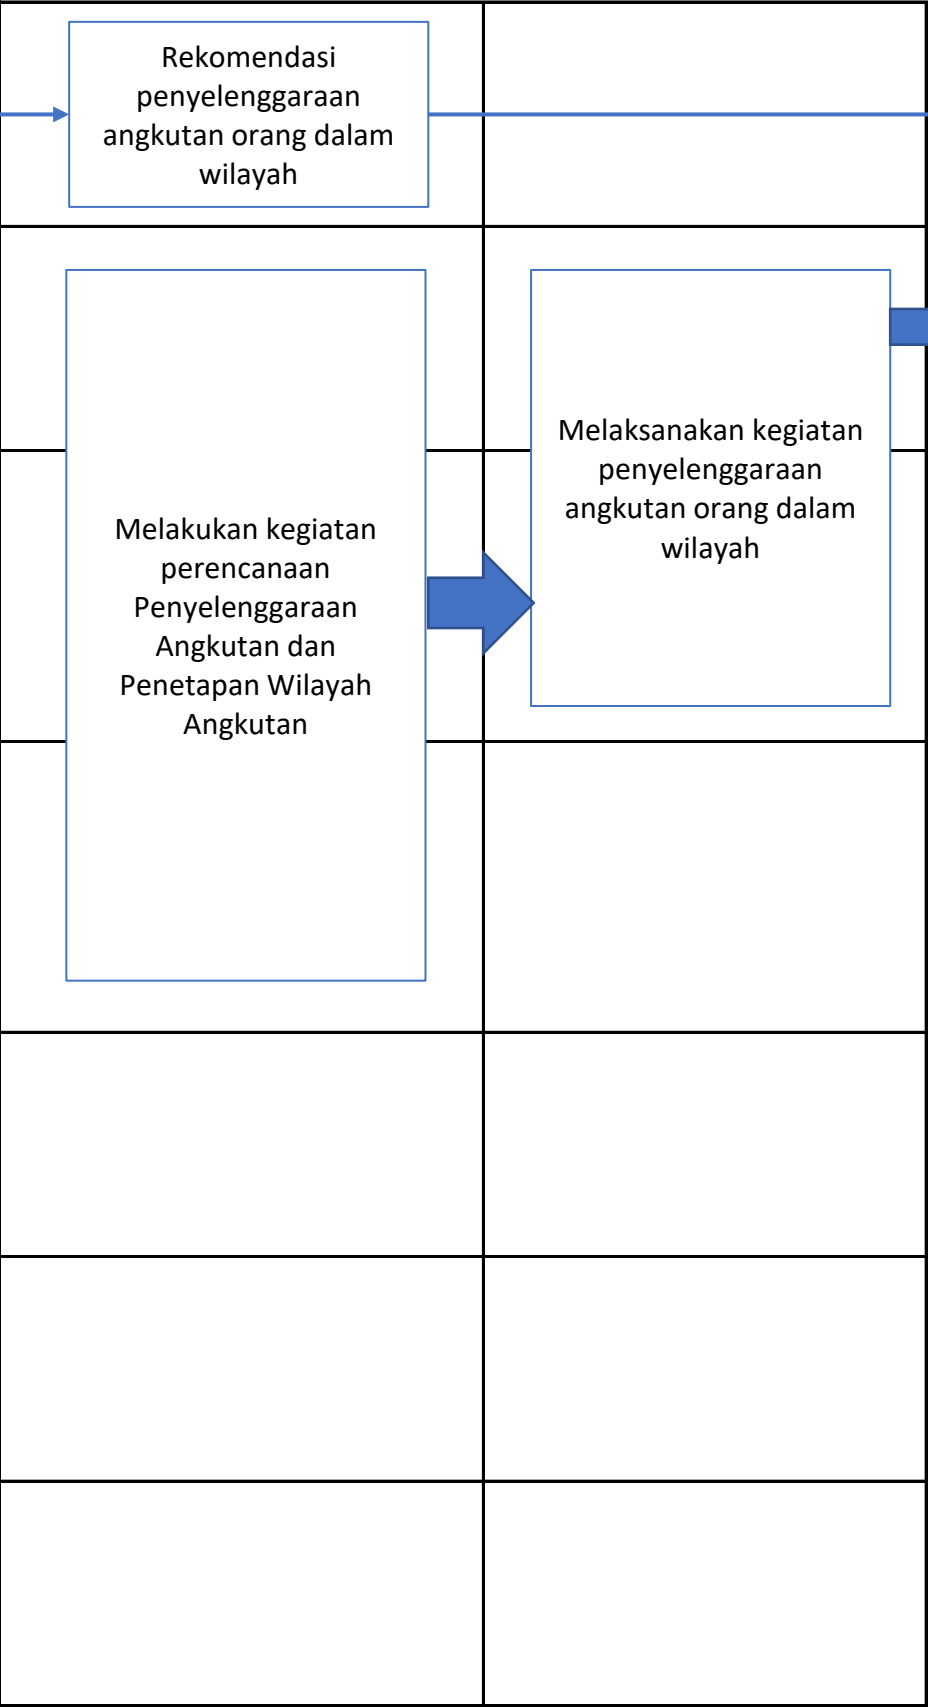 Rekomendasi
penyelenggaraan
angkutan orang dalam
wilayah
Melakukan kegiatan
perencanaan
Penyelenggaraan
Angkutan dan
Penetapan Wilayah
Angkutan
Melaksanakan kegiatan
penyelenggaraan
angkutan orang dalam
wilayah